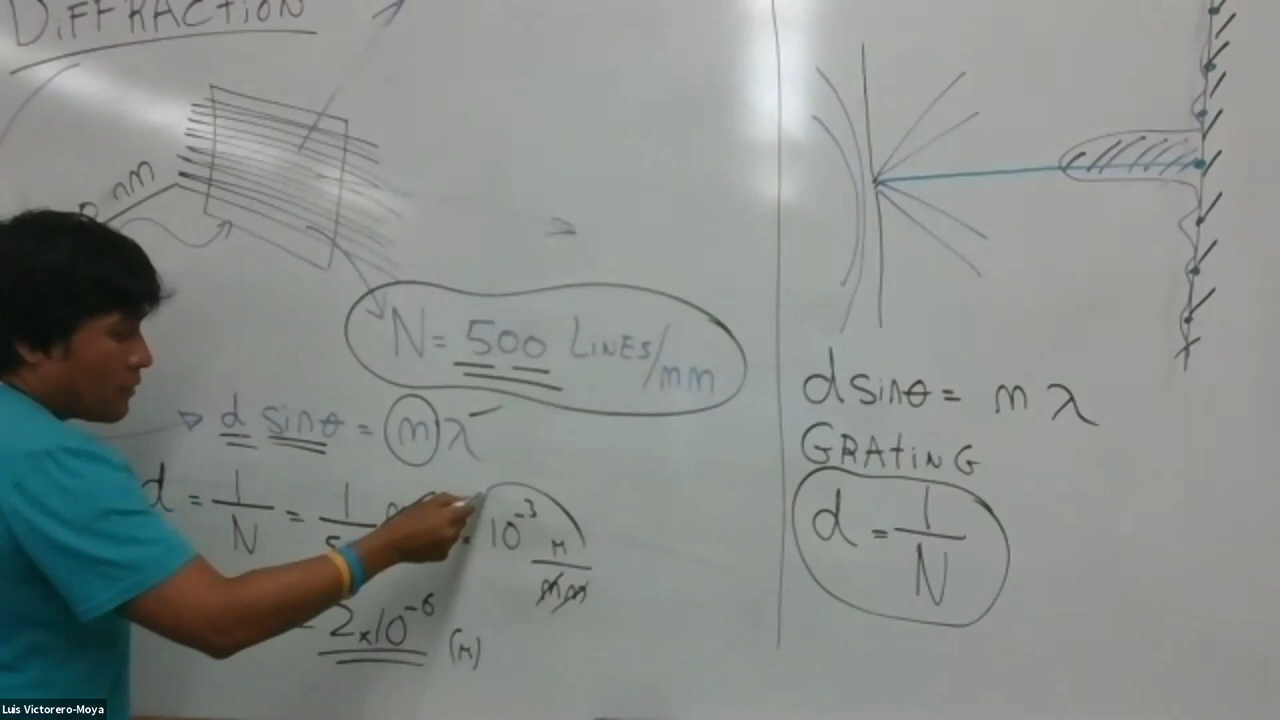 DIFFRACTION
nm
N = 500 LINES/mm
d sinθ = m λ
d = 1/N = 1/ · 10⁻³ M/mm
2x10⁻⁶ (M)
d sinθ = m λ
GRATING
d = 1/N
Luis Victorero-Moya